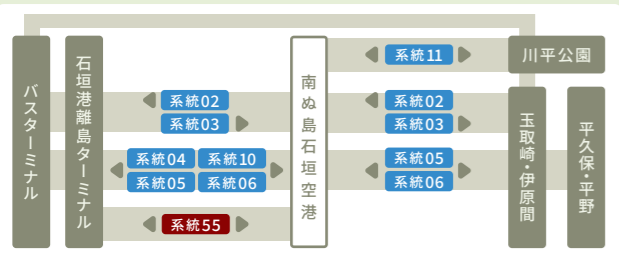 バスターミナル
石垣港離島ターミナル
系統02
系統03
系統04 系統10
系統05 系統06
系統55
南ぬ島石垣空港
系統11
系統02
系統03
系統05
系統06
川平公園
玉取崎・伊原間
平久保・平野